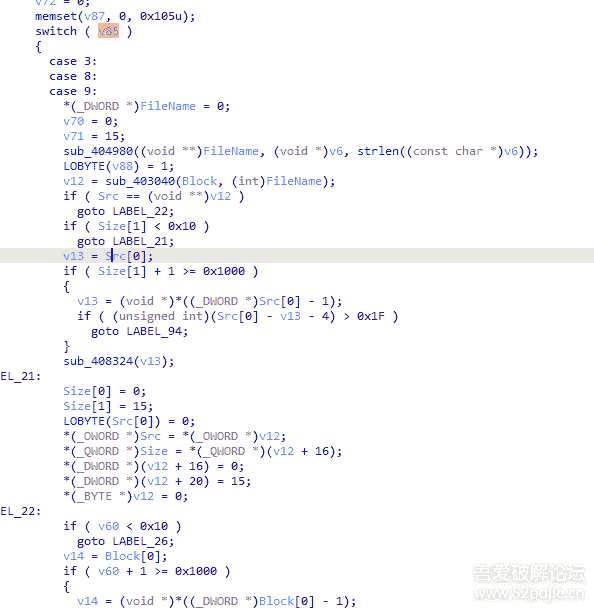 v72 = 0;
memset(v87, 0, 0x105u);
switch ( v85 )
{
case 3:
case 8:
case 9:
*(_DWORD *)FileName = 0;
v70 = 0;
v71 = 15;
sub_404980((void **)FileName, (void *)v6, strlen((const char *)v6));
LOBYTE(v88) = 1;
v12 = sub_403040(Block, (int)FileName);
if ( Src == (void **)v12 )
goto LABEL_22;
if ( Size[1] < 0x10 )
goto LABEL_21;
v13 = Src[0];
if ( Size[1] + 1 >= 0x1000 )
{
v13 = (void *)*((_DWORD *)Src[0] - 1);
if ( (unsigned int)(Src[0] - v13 - 4) > 0x1F )
goto LABEL_94;
}
sub_408324(v13);
EL_21:
Size[0] = 0;
Size[1] = 15;
LOBYTE(Src[0]) = 0;
*(_OWORD *)Src = *(_OWORD *)v12;
*(_QWORD *)Size = *(_QWORD *)(v12 + 16);
*(_DWORD *)(v12 + 16) = 0;
*(_DWORD *)(v12 + 20) = 15;
*(_BYTE *)v12 = 0;
EL_22:
if ( v60 < 0x10 )
goto LABEL_26;
v14 = Block[0];
if ( v60 + 1 >= 0x1000 )
{
v14 = (void *)*((_DWORD *)Block[0] - 1);
吾爱破解论坛
www.52pojie.cn